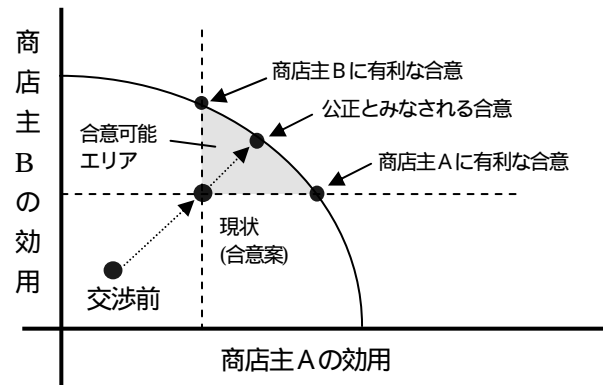 商店主Bの効用
商店主Bに有利な合意
公正とみなされる合意
合意可能
エリア
商店主Aに有利な合意
現状
(合意案)
交渉前
商店主Aの効用